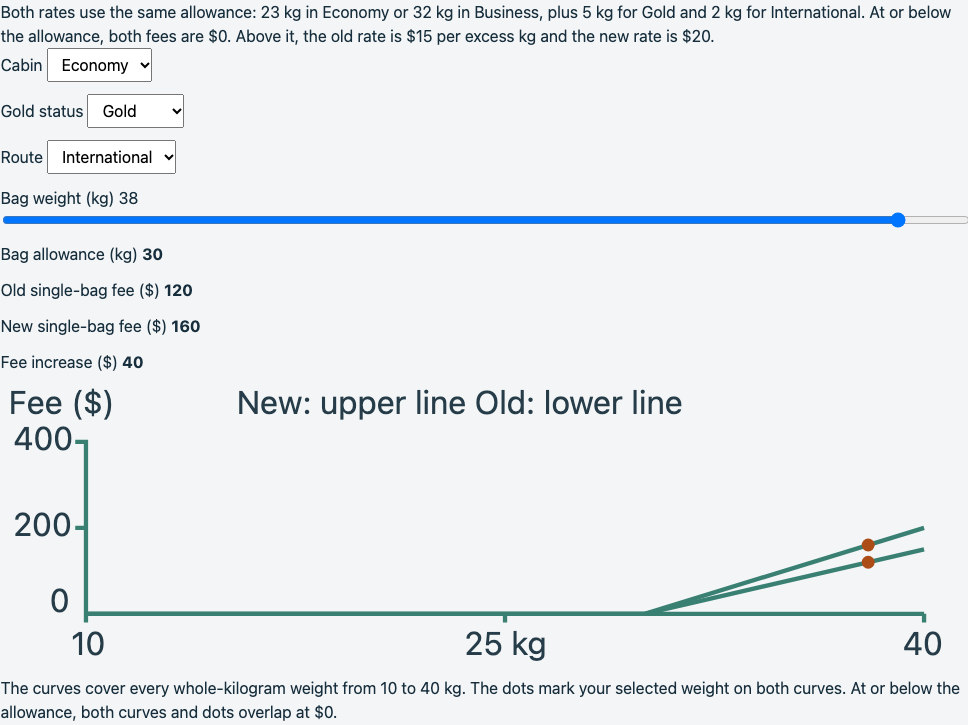 Both rates use the same allowance: 23 kg in Economy or 32 kg in Business, plus 5 kg for Gold and 2 kg for International. At or below
the allowance, both fees are $0. Above it, the old rate is $15 per excess kg and the new rate is $20.
Cabin Economy
Gold status Gold
Route International
Bag weight (kg) 38
Bag allowance (kg) 30
Old single-bag fee ($) 120
New single-bag fee ($) 160
Fee increase ($) 40
Fee ($) New: upper line Old: lower line
400
200
0
10 25 kg 40
The curves cover every whole-kilogram weight from 10 to 40 kg. The dots mark your selected weight on both curves. At or below the
allowance, both curves and dots overlap at $0.